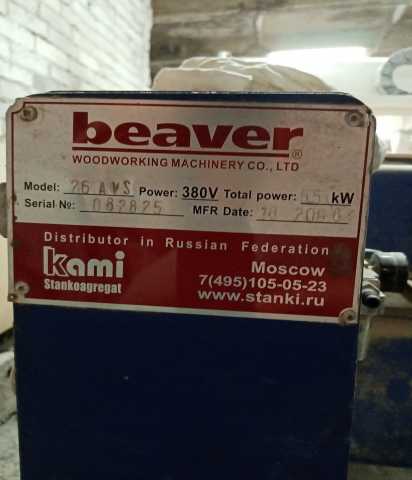 beaver®
WOODWORKING MACHINERY CO., LTD
Model: 26 AVS Power: 380V Total power: kW
Serial №: 062825 MFR Date:
Distributor in Russian Federation
kami
Moscow
Stankoagregat
7(495)105-05-23
www.stanki.ru